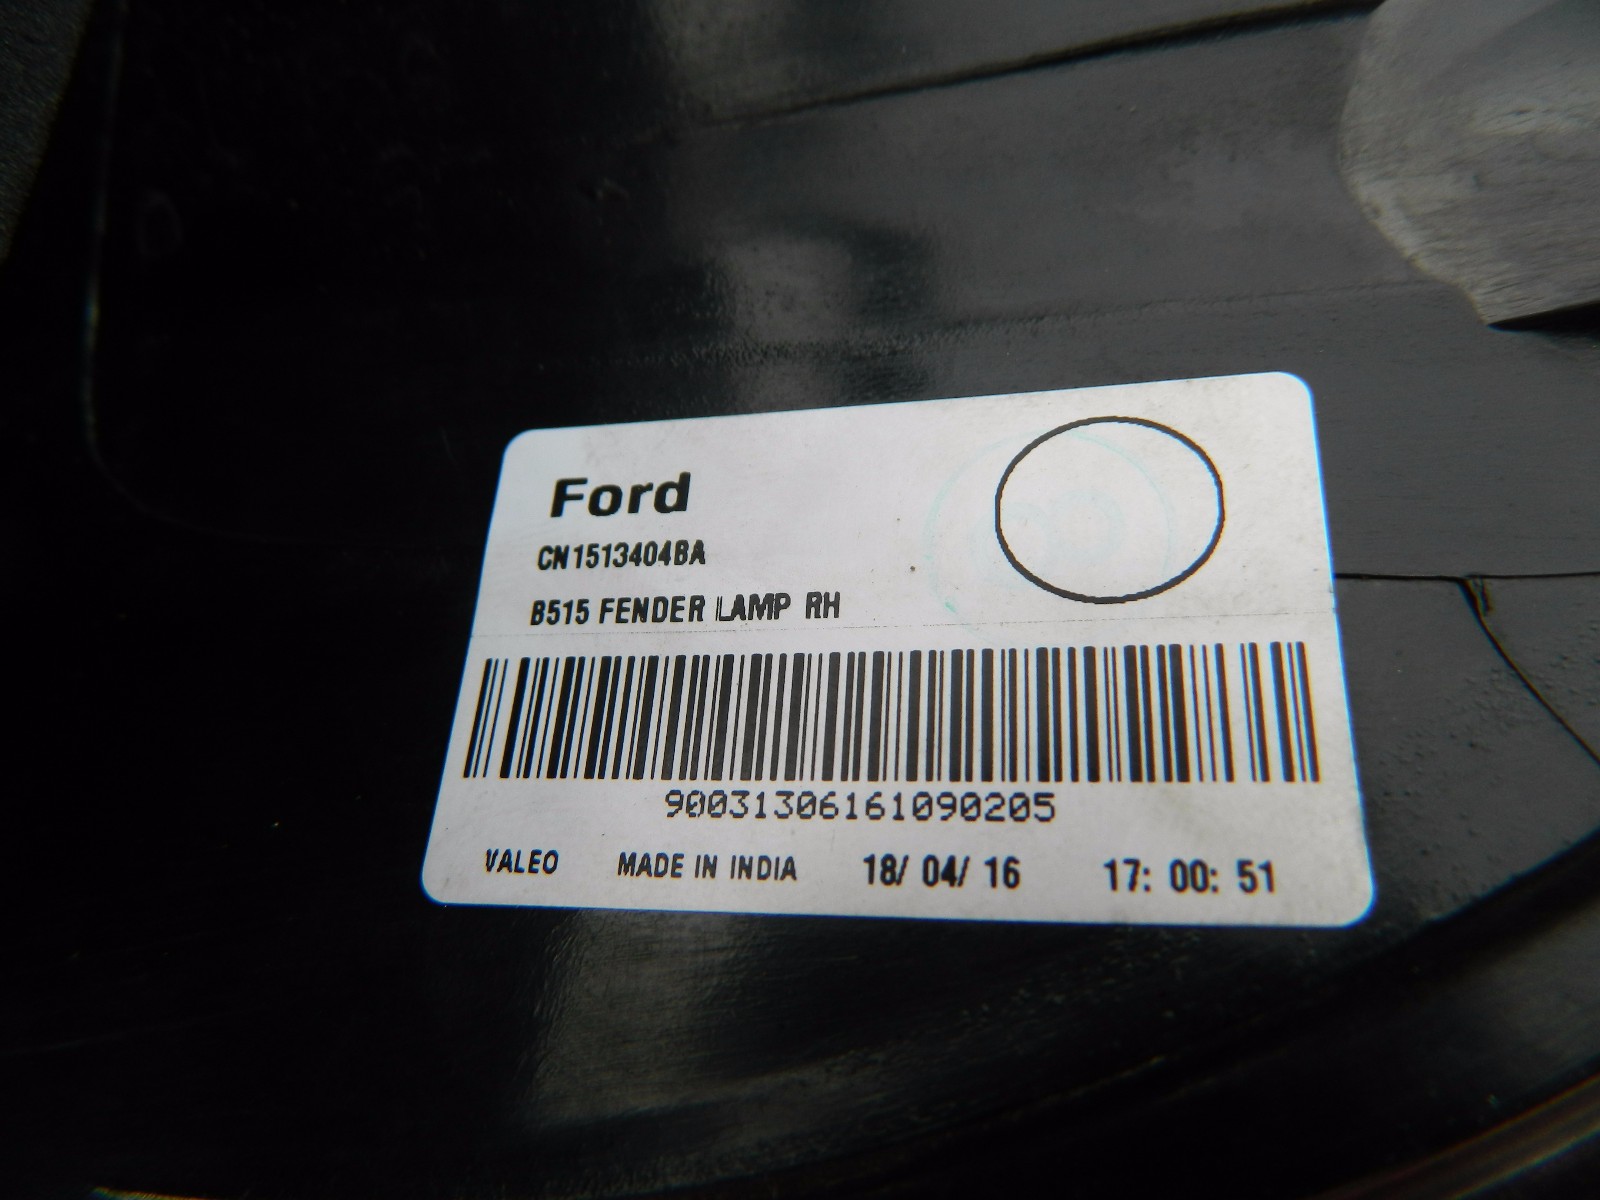 Ford
CN1513404BA
B515 FENDER LAMP RH
90031306161090205
VALEO MADE IN INDIA 18/ 04/ 16 17: 00: 51